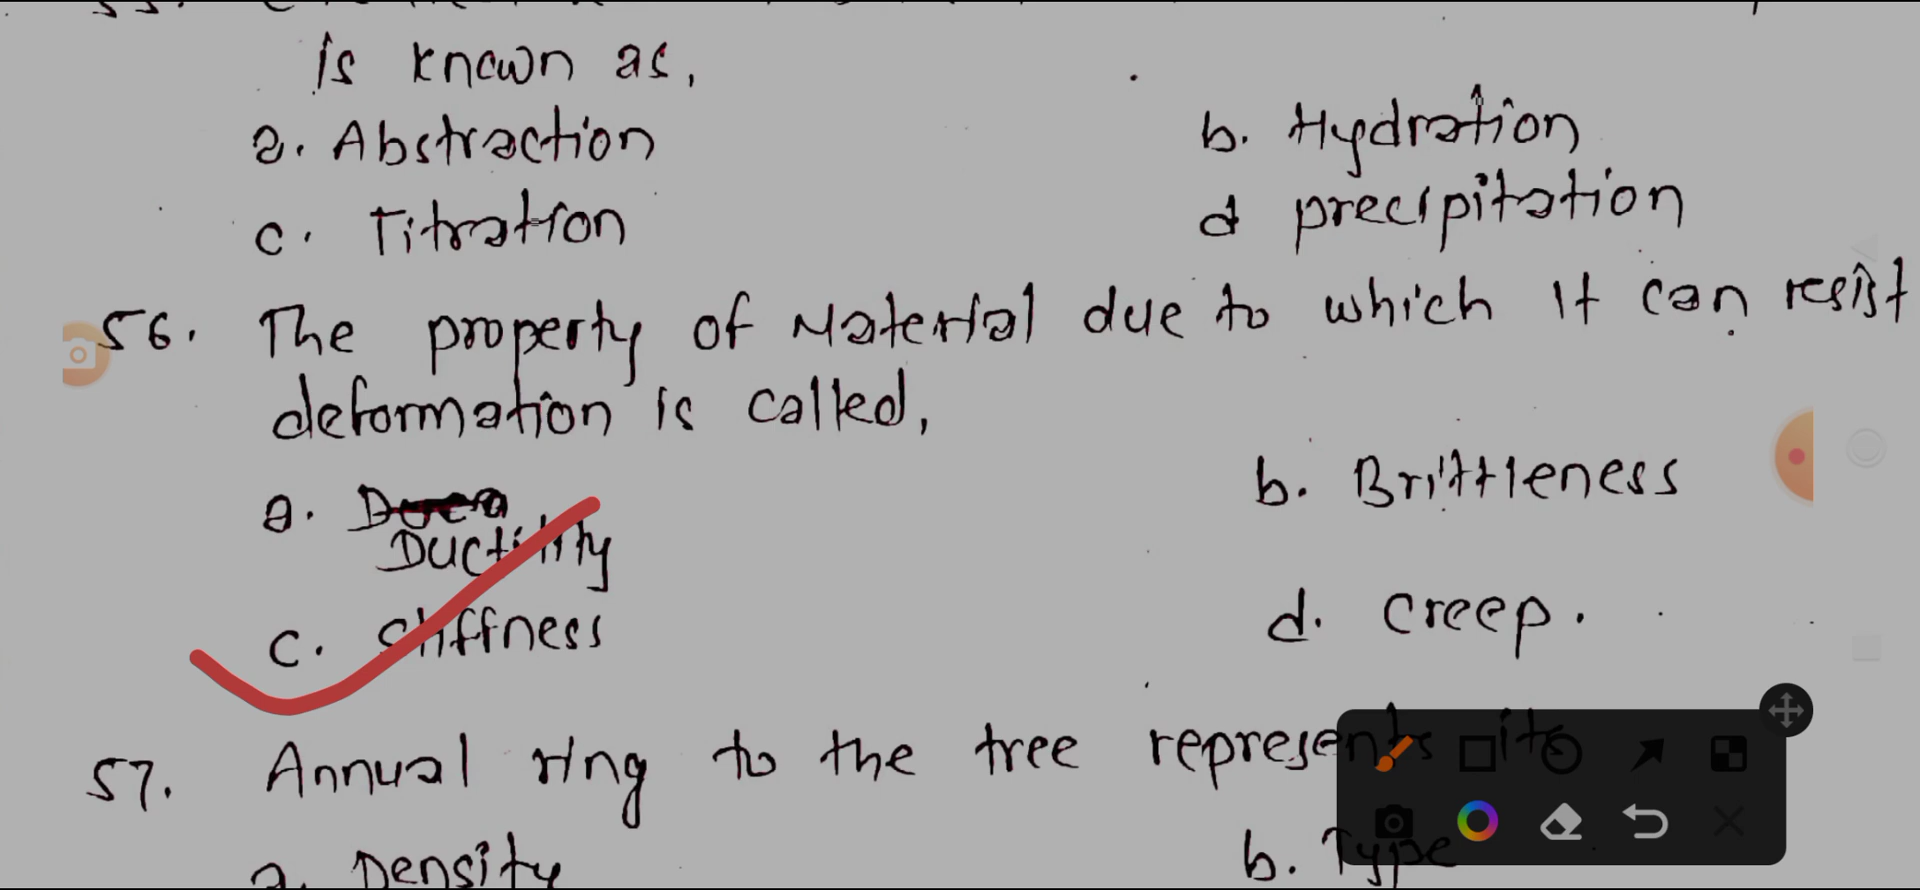 is known as,
a. Abstraction b. Hydration
c. Titration d precipitation
56. The property of Material due to which it can resist
deformation is called,
a.
Ductility b. Brittleness
c. Stiffness d. creep.
57. Annual ring to the tree represents its
a. Density b. Type